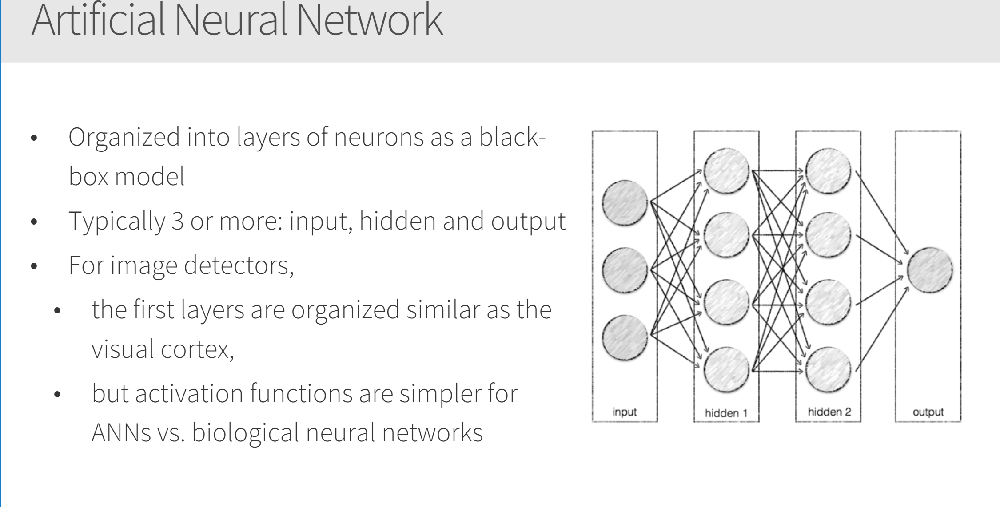 Artificial Neural Network
• Organized into layers of neurons as a black-
box model
• Typically 3 or more: input, hidden and output
• For image detectors,
• the first layers are organized similar as the
visual cortex,
• but activation functions are simpler for
ANNs vs. biological neural networks
input
hidden 1
hidden 2
output